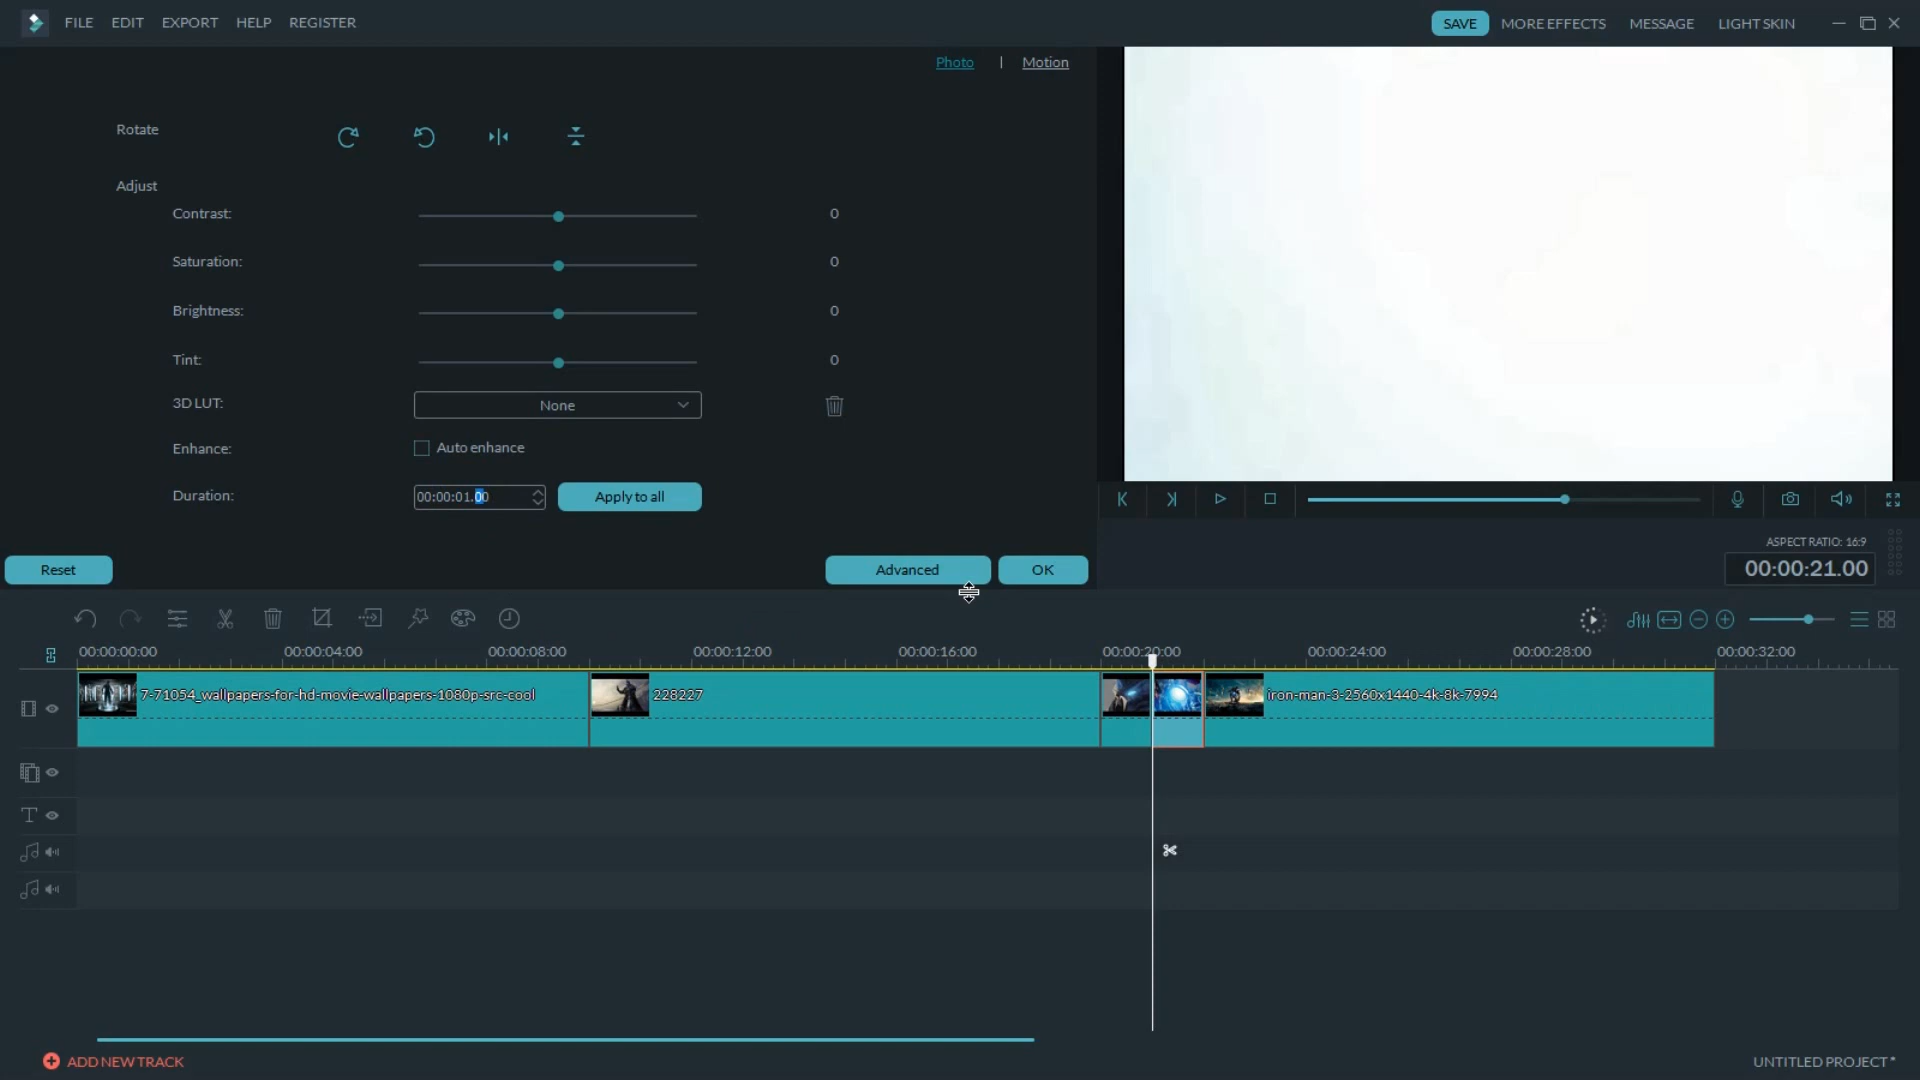 FILE EDIT EXPORT HELP REGISTER SAVE MORE EFFECTS MESSAGE LIGHT SKIN
Photo | Motion
Rotate
Adjust
Contrast: 0
Saturation: 0
Brightness: 0
Tint: 0
3D LUT: None
Enhance: Auto enhance
Duration: 00:00:01.00 Apply to all
ASPECT RATIO: 16:9
Reset Advanced OK 00:00:21.00
00:00:00:00 00:00:04:00 00:00:08:00 00:00:12:00 00:00:16:00 00:00:20:00 00:00:24:00 00:00:28:00 00:00:32:00
7-71054_wallpapers-for-hd-movie-wallpapers-1080p-src-cool 228227 iron-man-3-2560x1440-4k-8k-7994
T
ADD NEW TRACK UNTITLED PROJECT*